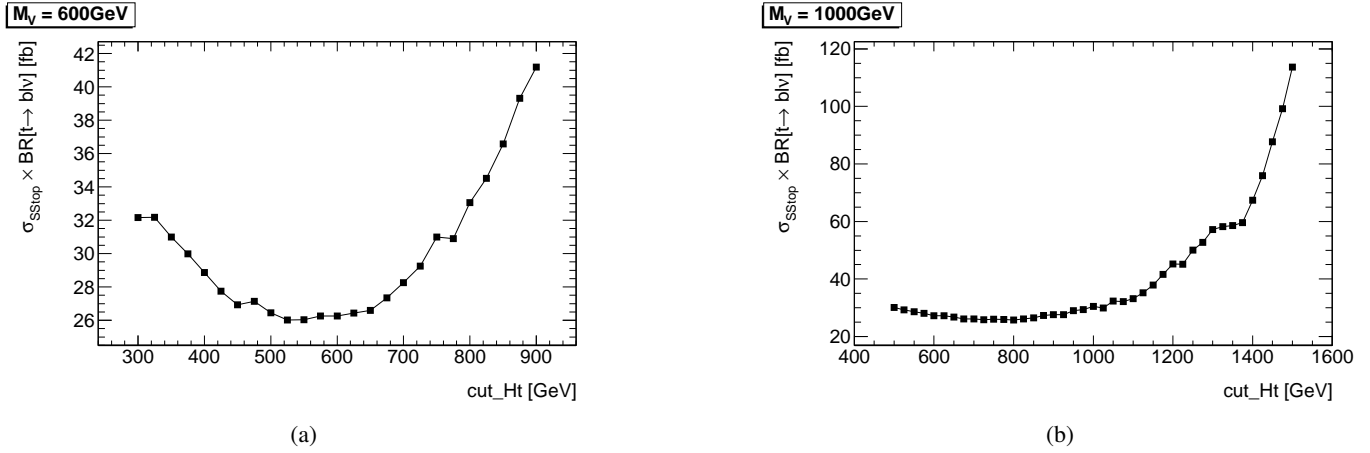 M_V = 600GeV
σ_SStop × BR[t→ blν] [fb]
42
40
38
36
34
32
30
28
26
300 400 500 600 700 800 900
cut_Ht [GeV]
(a)
M_V = 1000GeV
σ_SStop × BR[t→ blν] [fb]
120
100
80
60
40
20
400 600 800 1000 1200 1400 1600
cut_Ht [GeV]
(b)